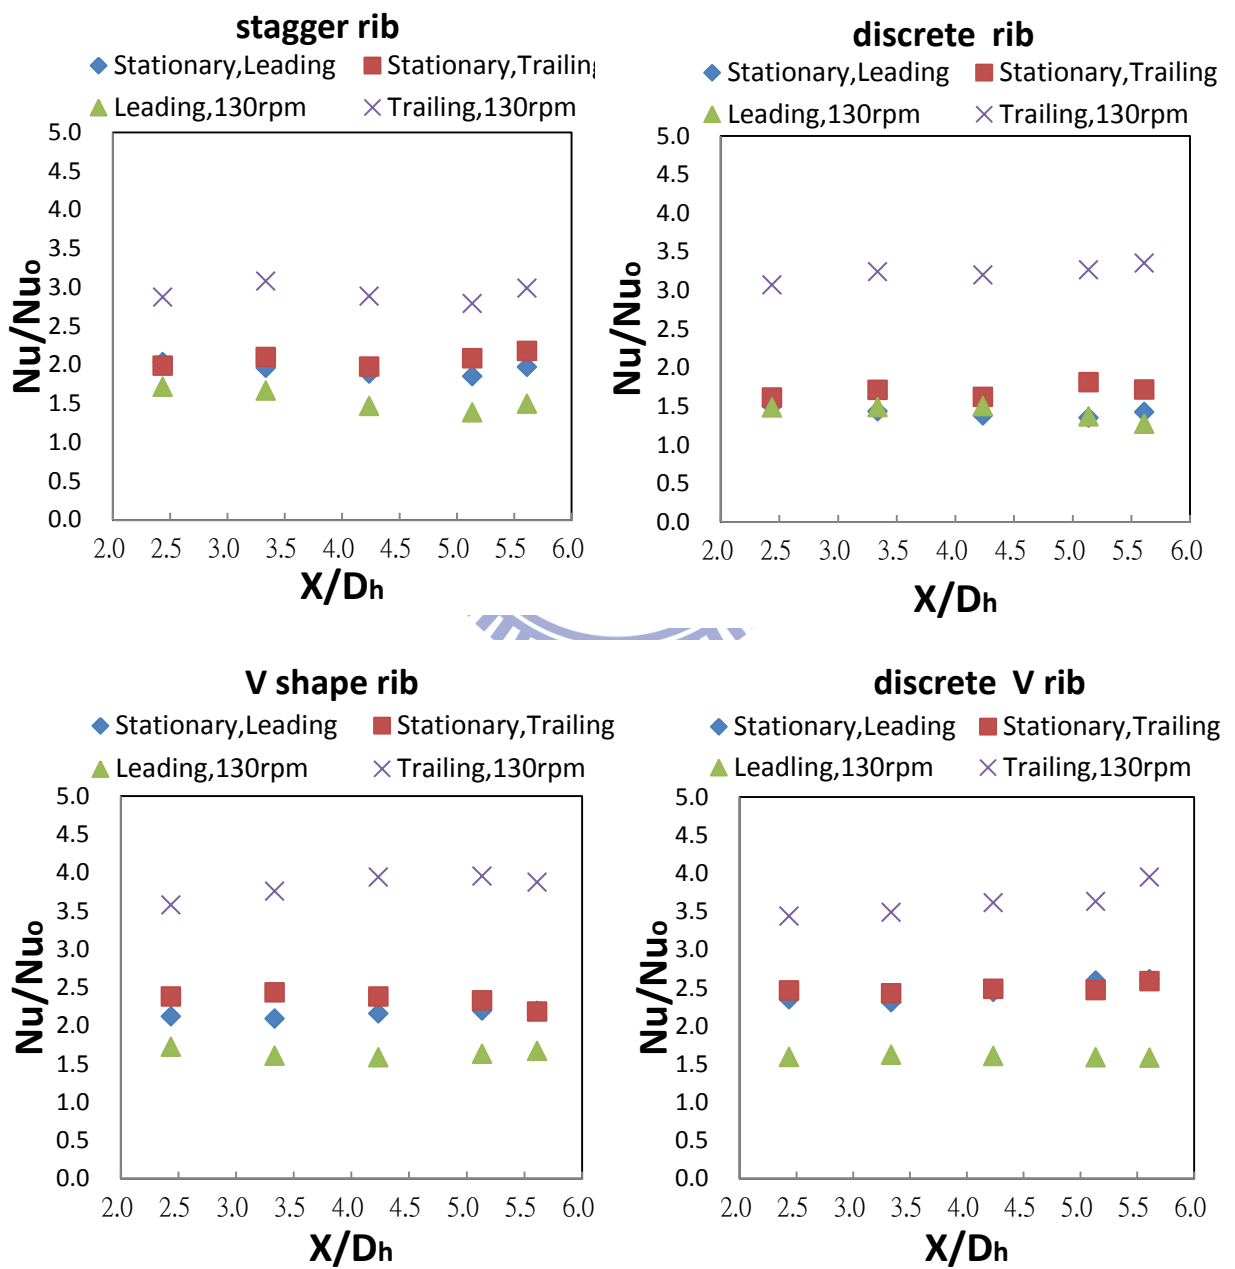 stagger rib
Stationary,Leading Stationary,Trailing
Leading,130rpm Trailing,130rpm
5.0
4.5
4.0
3.5
3.0
2.5
2.0
1.5
1.0
0.5
0.0
Nu/Nuo
2.0 2.5 3.0 3.5 4.0 4.5 5.0 5.5 6.0
X/Dh
discrete rib
Stationary,Leading Stationary,Trailing
Leading,130rpm Trailing,130rpm
5.0
4.5
4.0
3.5
3.0
2.5
2.0
1.5
1.0
0.5
0.0
Nu/Nuo
2.0 2.5 3.0 3.5 4.0 4.5 5.0 5.5 6.0
X/Dh
V shape rib
Stationary,Leading Stationary,Trailing
Leading,130rpm Trailing,130rpm
5.0
4.5
4.0
3.5
3.0
2.5
2.0
1.5
1.0
0.5
0.0
Nu/Nuo
2.0 2.5 3.0 3.5 4.0 4.5 5.0 5.5 6.0
X/Dh
discrete V rib
Stationary,Leading Stationary,Trailing
Leadling,130rpm Trailing,130rpm
5.0
4.5
4.0
3.5
3.0
2.5
2.0
1.5
1.0
0.5
0.0
Nu/Nuo
2.0 2.5 3.0 3.5 4.0 4.5 5.0 5.5 6.0
X/Dh